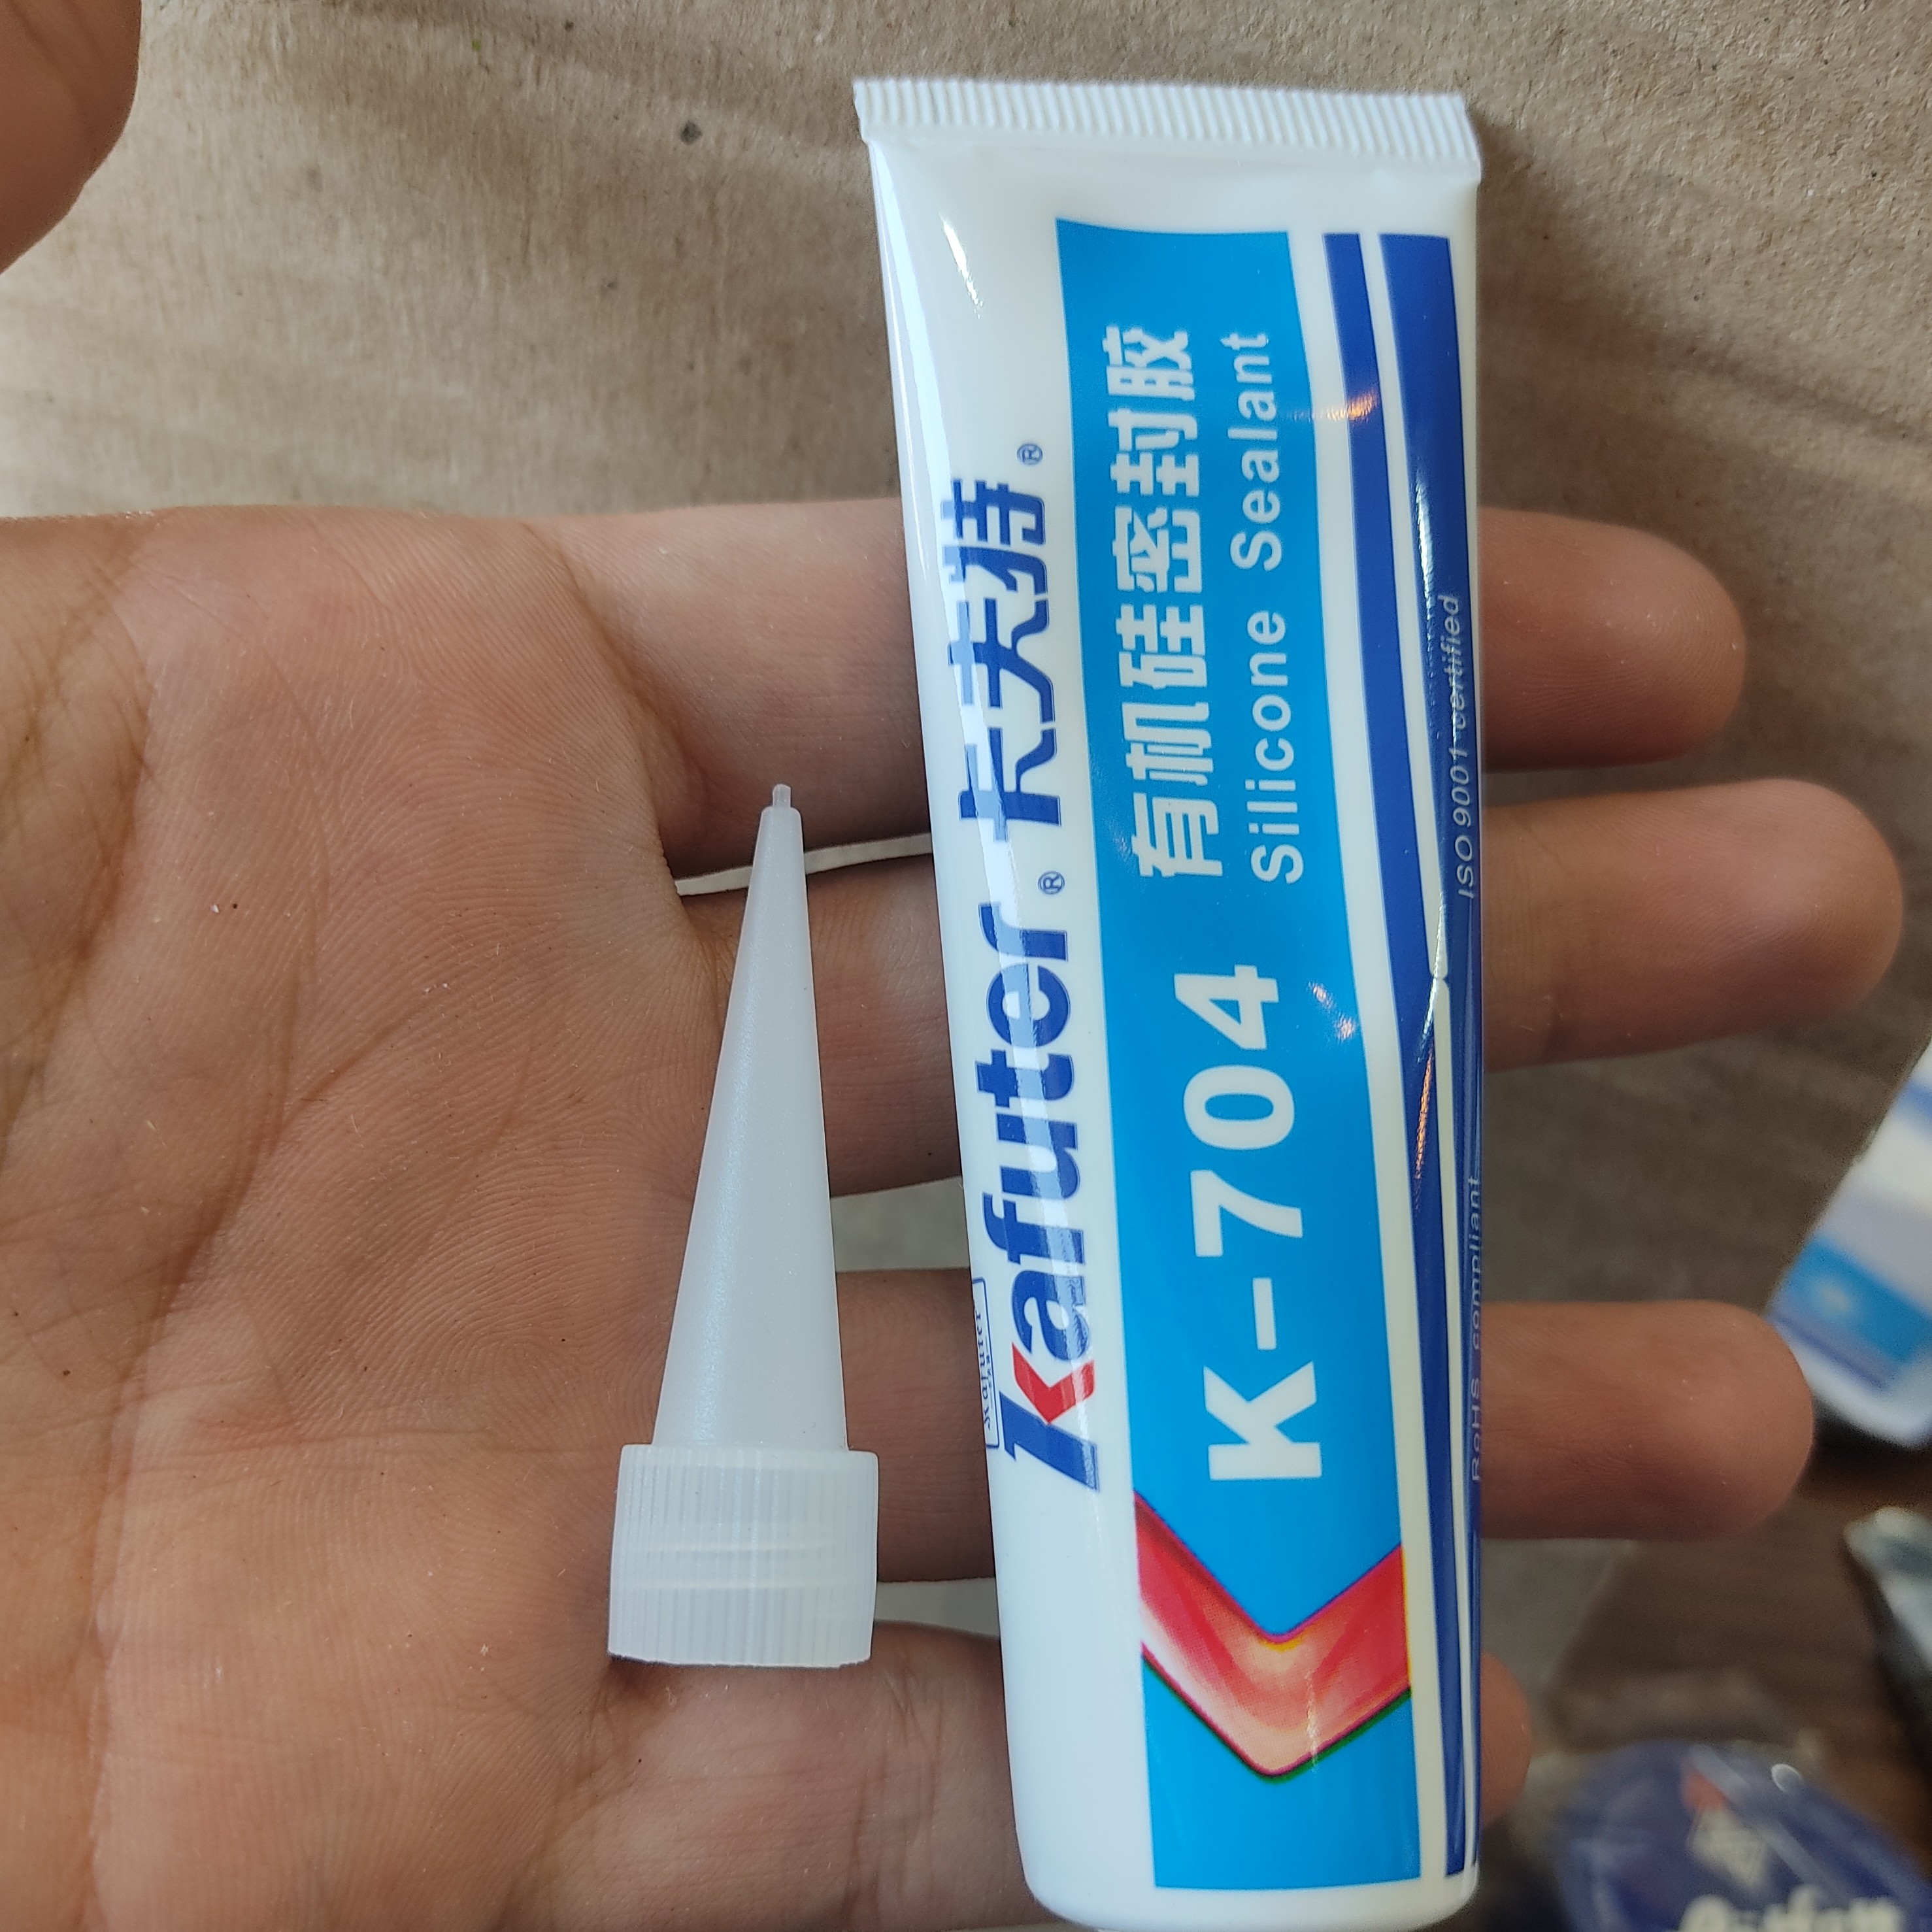 Kafuter® 卡夫特®
K-704 有机硅密封胶
Silicone Sealant
ISO 9001 certified
RoHS compliant